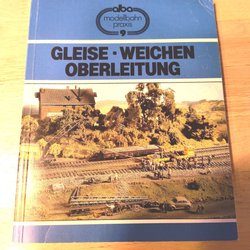 alba
modellbahn
praxis
9
GLEISE · WEICHEN
OBERLEITUNG